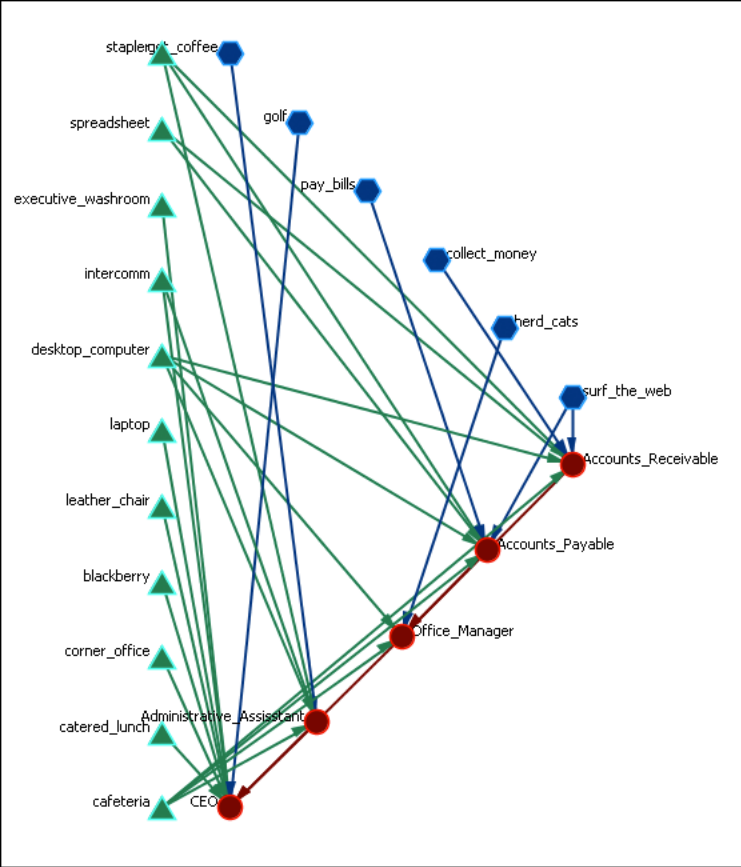 stapler
get_coffee
golf
spreadsheet
pay_bills
executive_washroom
collect_money
intercomm
herd_cats
desktop_computer
surf_the_web
laptop
Accounts_Receivable
leather_chair
Accounts_Payable
blackberry
Office_Manager
corner_office
Administrative_Assisstant
catered_lunch
cafeteria
CEO